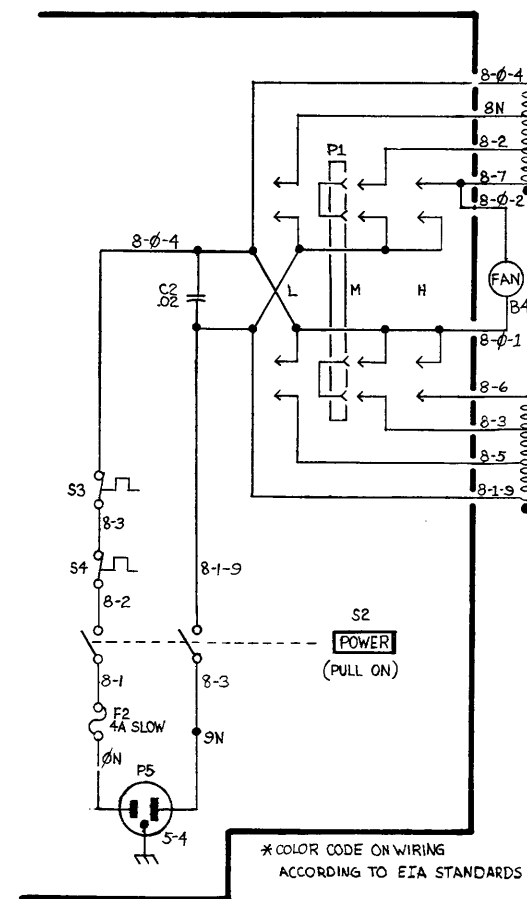 8-Ø-4
8N
8-2
P1
8-7
8-Ø-2
8-Ø-4
C2
.02
L
M
H
FAN
B4
8-Ø-1
8-6
8-3
8-5
8-1-9
S3
8-3
S4
8-2
8-1-9
S2
POWER
(PULL ON)
8-1
8-3
F2
4A SLOW
ØN
9N
P5
5-4
* COLOR CODE ON WIRING
ACCORDING TO EIA STANDARDS